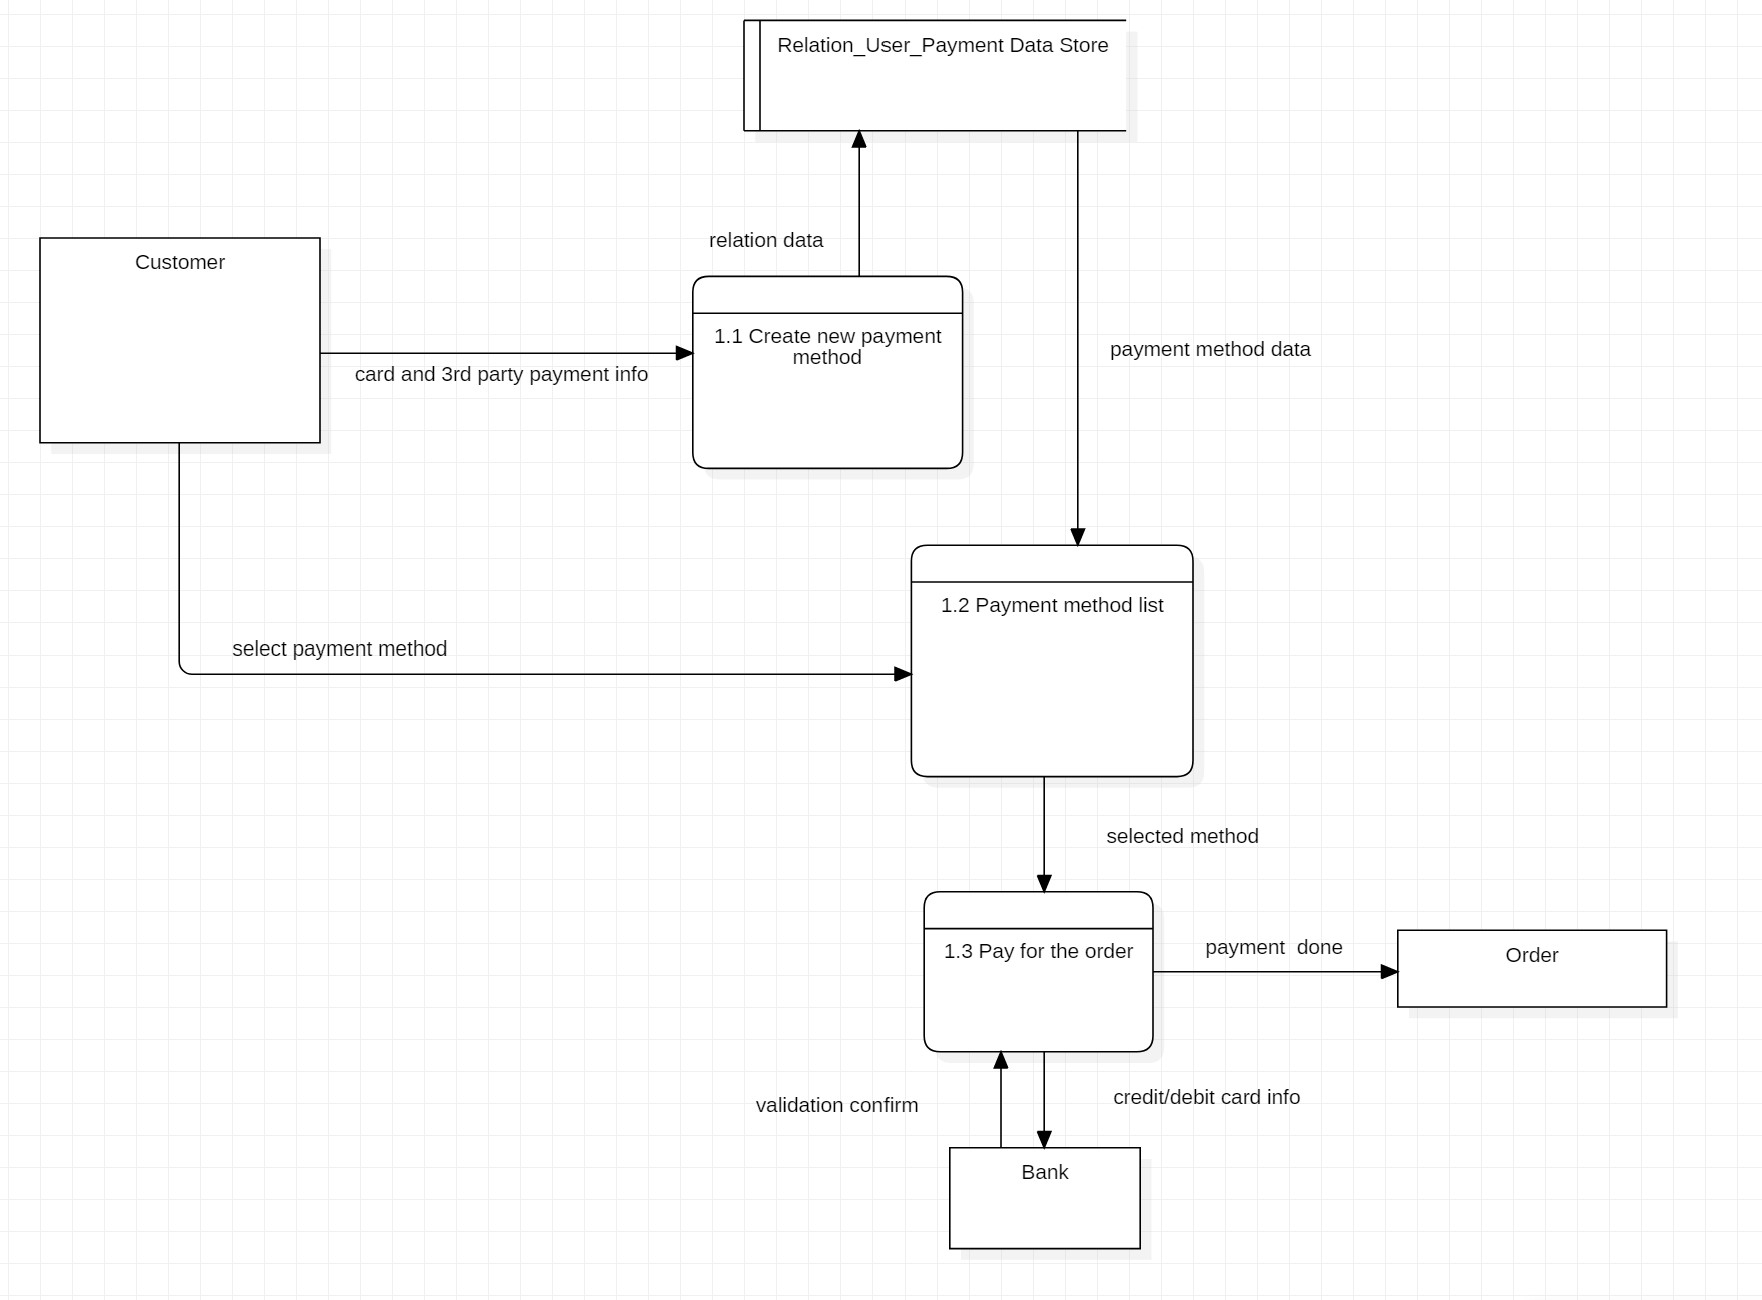 Relation_User_Payment Data Store
relation data
Customer
1.1 Create new payment
method
payment method data
card and 3rd party payment info
1.2 Payment method list
select payment method
selected method
1.3 Pay for the order
payment  done
Order
validation confirm
credit/debit card info
Bank